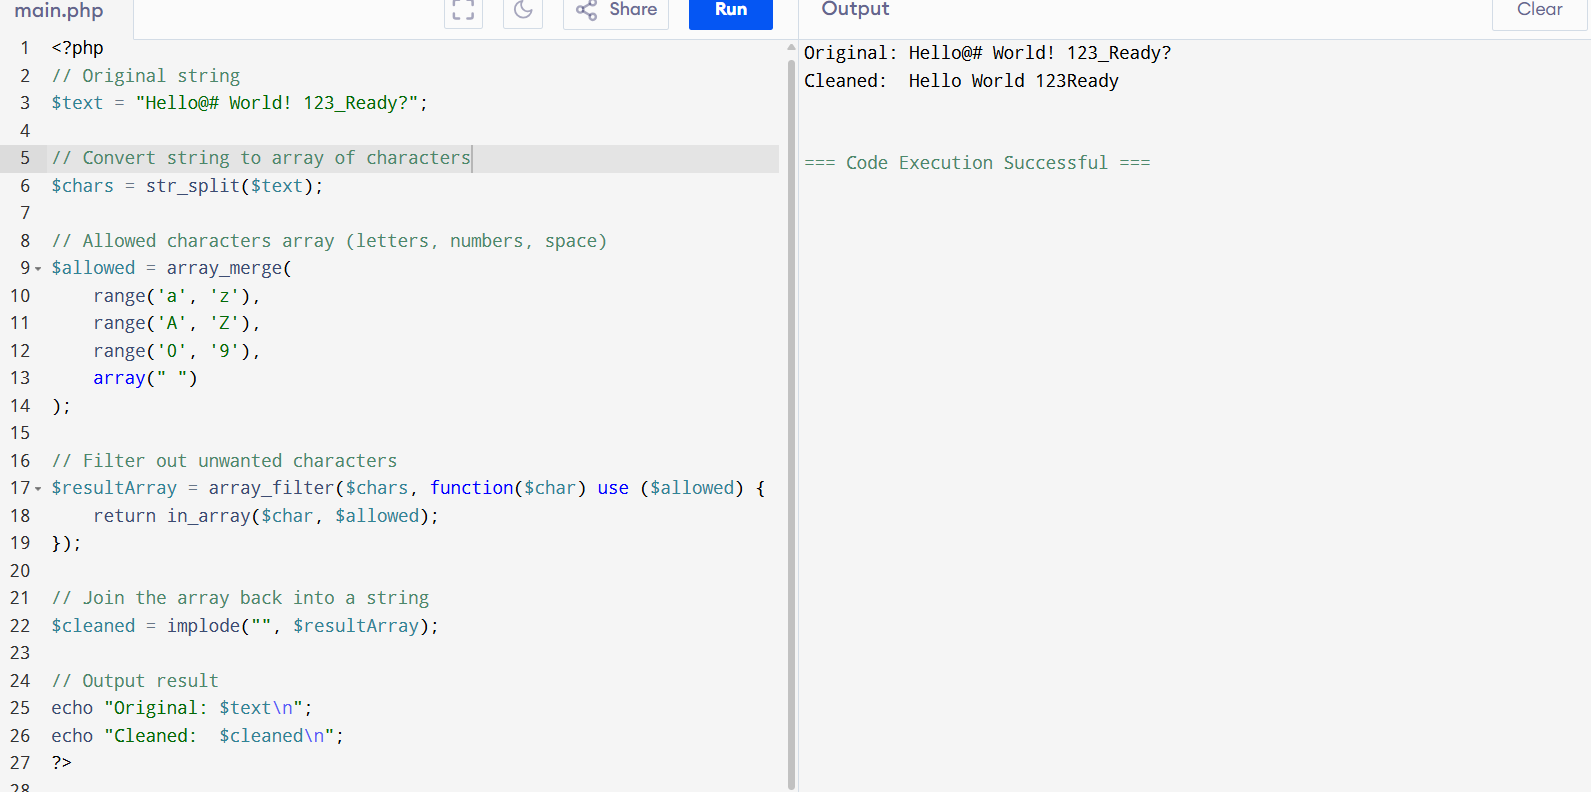 main.php
Share
Run
Output
Clear
1 <?php
2 // Original string
3 $text = "Hello@# World! 123_Ready?";
4
5 // Convert string to array of characters
6 $chars = str_split($text);
7
8 // Allowed characters array (letters, numbers, space)
9 $allowed = array_merge(
10     range('a', 'z'),
11     range('A', 'Z'),
12     range('0', '9'),
13     array(" ")
14 );
15
16 // Filter out unwanted characters
17 $resultArray = array_filter($chars, function($char) use ($allowed) {
18     return in_array($char, $allowed);
19 });
20
21 // Join the array back into a string
22 $cleaned = implode("", $resultArray);
23
24 // Output result
25 echo "Original: $text\n";
26 echo "Cleaned:  $cleaned\n";
27 ?>
28
Original: Hello@# World! 123_Ready?
Cleaned:  Hello World 123Ready
=== Code Execution Successful ===